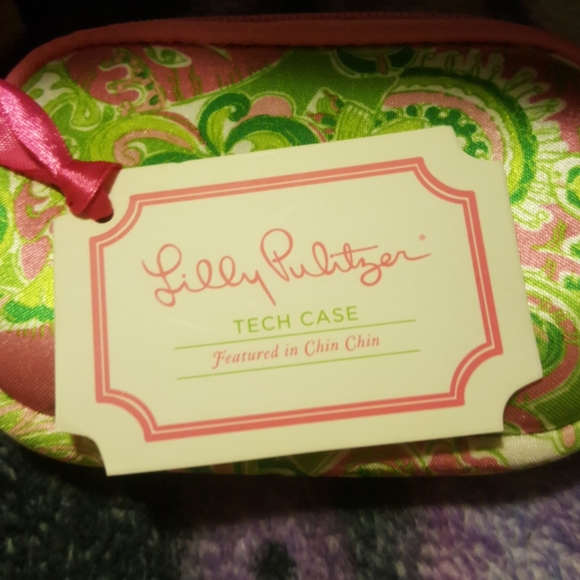 Lilly Pulitzer®
TECH CASE
Featured in Chin Chin